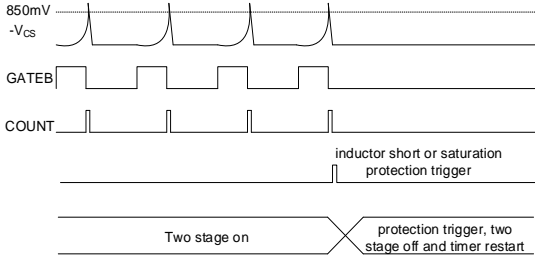 850mV
-VCS
GATEB
COUNT
inductor short or saturation
protection trigger
Two stage on
protection trigger, two
stage off and timer restart